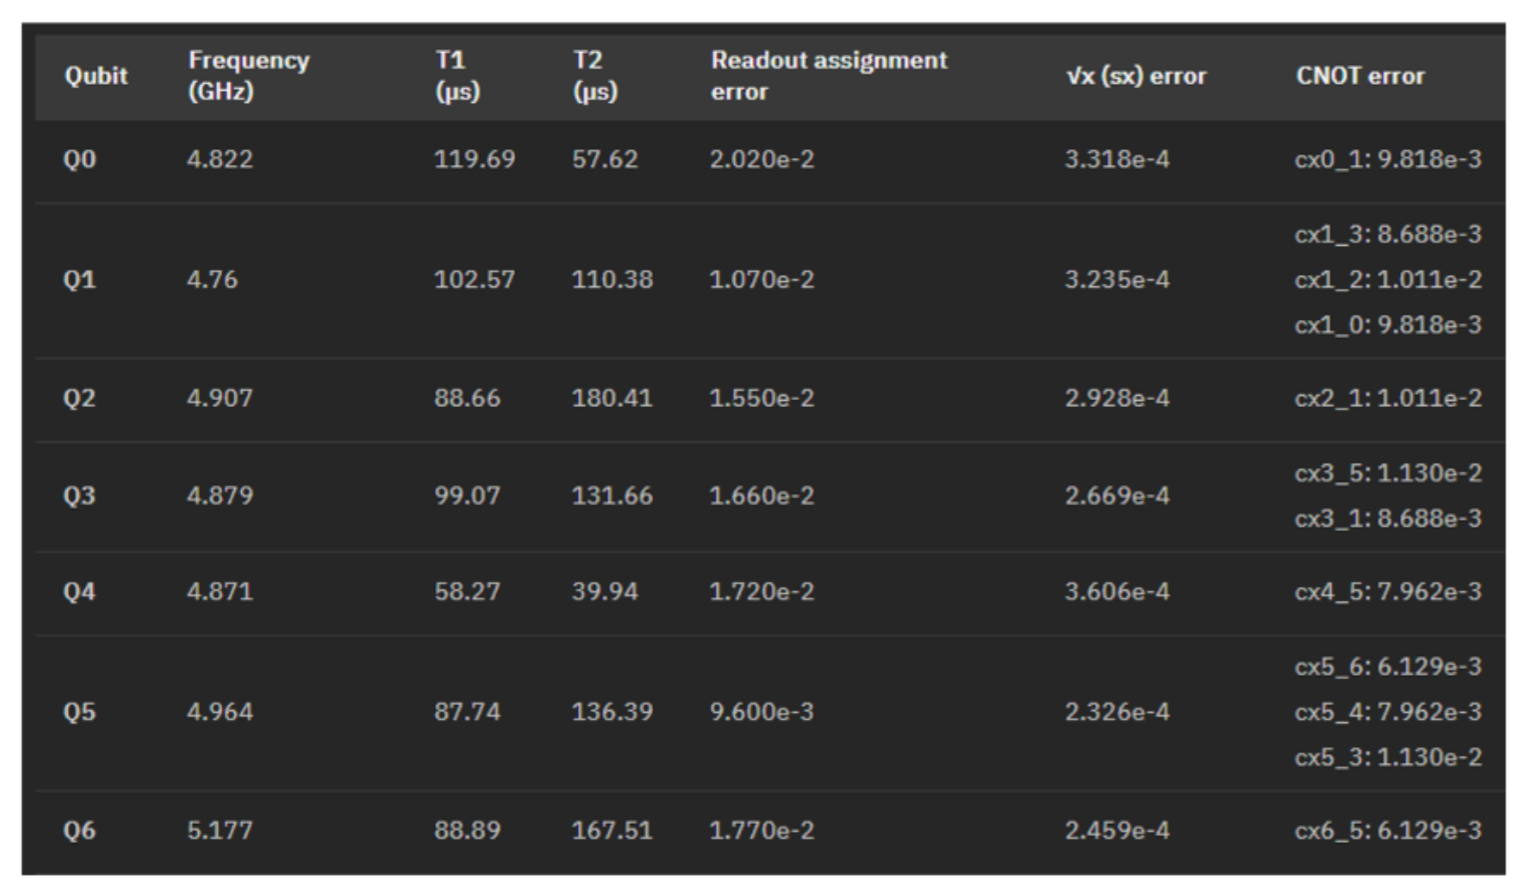 Qubit Frequency (GHz) T1 (µs) T2 (µs) Readout assignment error √x (sx) error CNOT error
Q0 4.822 119.69 57.62 2.020e-2 3.318e-4 cx0_1: 9.818e-3
cx1_3: 8.688e-3
Q1 4.76 102.57 110.38 1.070e-2 3.235e-4 cx1_2: 1.011e-2
cx1_0: 9.818e-3
Q2 4.907 88.66 180.41 1.550e-2 2.928e-4 cx2_1: 1.011e-2
cx3_5: 1.130e-2
Q3 4.879 99.07 131.66 1.660e-2 2.669e-4
cx3_1: 8.688e-3
Q4 4.871 58.27 39.94 1.720e-2 3.606e-4 cx4_5: 7.962e-3
cx5_6: 6.129e-3
Q5 4.964 87.74 136.39 9.600e-3 2.326e-4 cx5_4: 7.962e-3
cx5_3: 1.130e-2
Q6 5.177 88.89 167.51 1.770e-2 2.459e-4 cx6_5: 6.129e-3